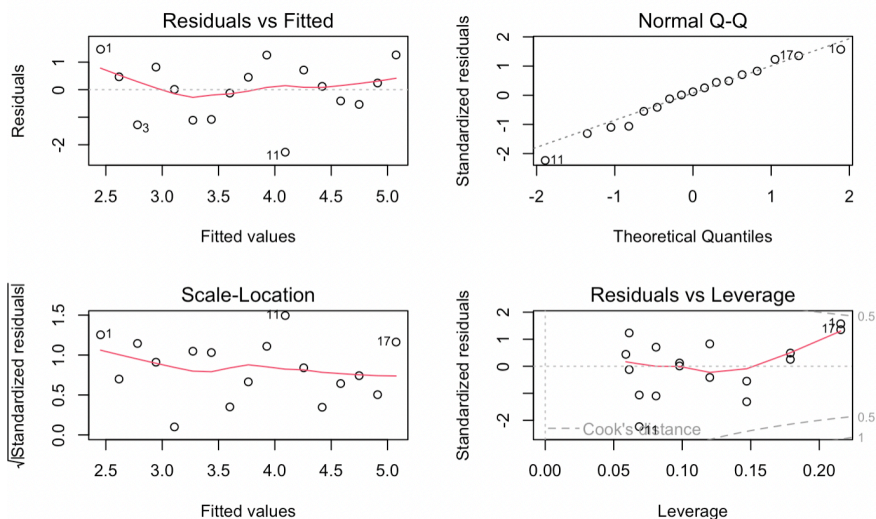 Residuals vs Fitted
Residuals
1
0
-2
1
3
11
2.5 3.0 3.5 4.0 4.5 5.0
Fitted values
Normal Q-Q
Standardized residuals
2
1
0
-1
-2
11
17
1
-2 -1 0 1 2
Theoretical Quantiles
Scale-Location
√|Standardized residuals|
1.5
1.0
0.5
0.0
1
11
17
2.5 3.0 3.5 4.0 4.5 5.0
Fitted values
Residuals vs Leverage
Standardized residuals
2
1
0
-2
1
17
11
Cook's distance
0.5
0.5
1
0.00 0.05 0.10 0.15 0.20
Leverage